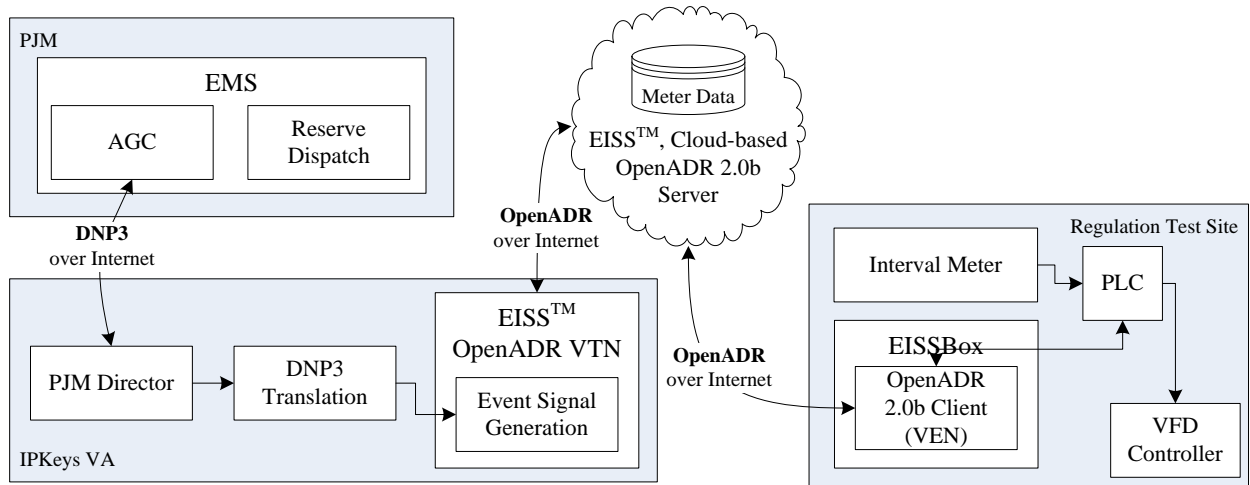 PJM
EMS
AGC
Reserve
Dispatch
DNP3
over Internet
Meter Data
EISS™, Cloud-based
OpenADR 2.0b
Server
OpenADR
over Internet
IPKeys VA
PJM Director
DNP3
Translation
EISS™
OpenADR VTN
Event Signal
Generation
OpenADR
over Internet
Regulation Test Site
Interval Meter
PLC
EISSBox
OpenADR
2.0b Client
(VEN)
VFD
Controller